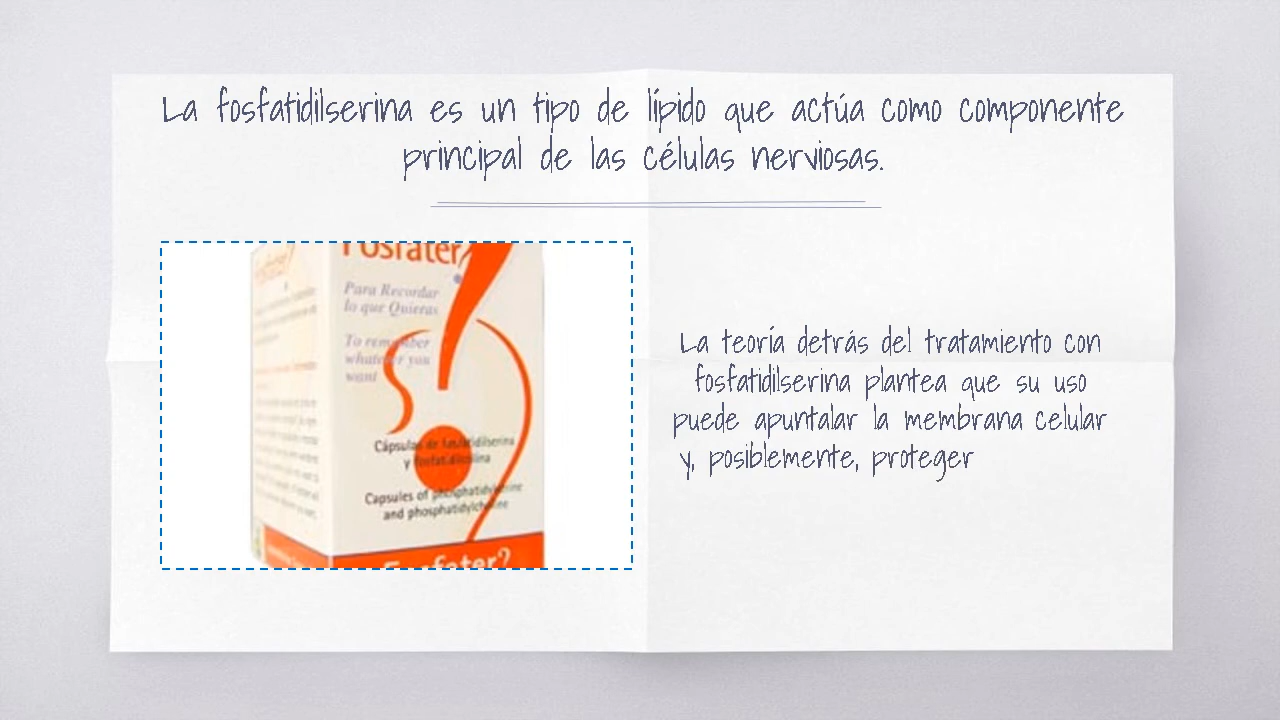 La fosfatidilserina es un tipo de lípido que actúa como componente
principal de las células nerviosas.
Fosfater?
Para Recordar
lo que Quieras
To remember
whatever you
want
Cápsulas de fosfatidilserina
y fosfatidilcolina
Capsules of phosphatidylserine
and phosphatidylcholine
Fosfater?
La teoría detrás del tratamiento con
fosfatidilserina plantea que su uso
puede apuntalar la membrana celular
y, posiblemente, proteger